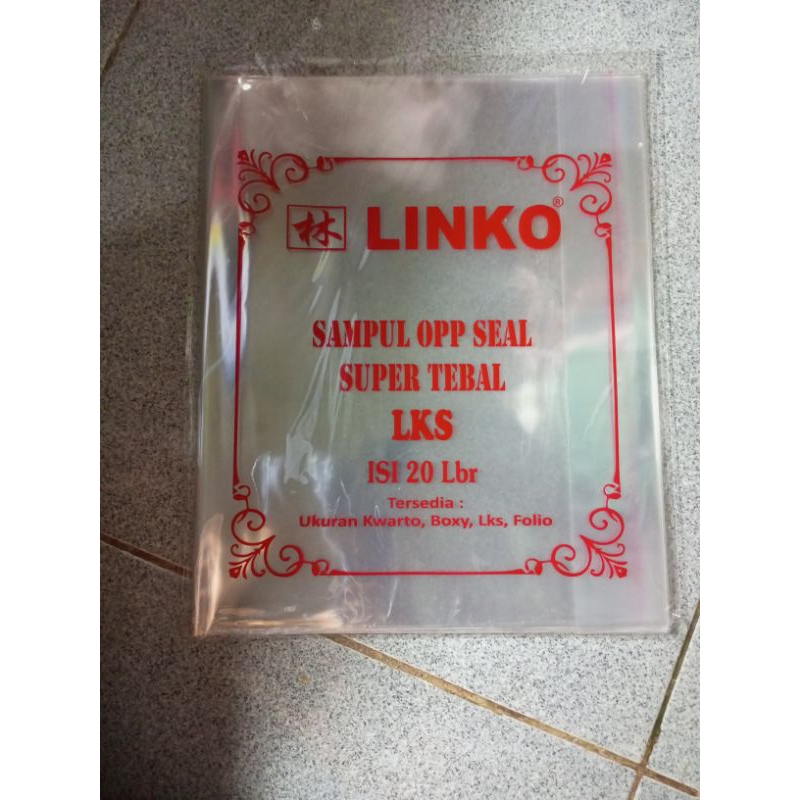 林 LINKO®
SAMPUL OPP SEAL
SUPER TEBAL
LKS
ISI 20 Lbr
Tersedia :
Ukuran Kwarto, Boxy, Lks, Folio